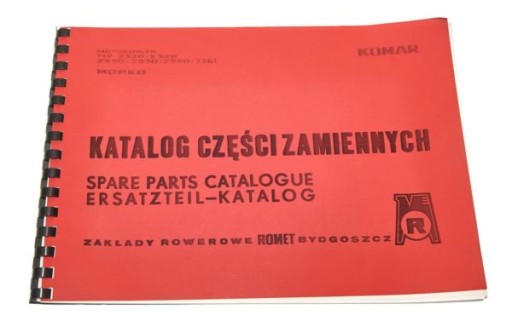 KOMAR
MOPED
KATALOG CZĘŚCI ZAMIENNYCH
SPARE PARTS CATALOGUE
ERSATZTEIL-KATALOG
ZAKŁADY ROWEROWE ROMET BYDGOSZCZ
R